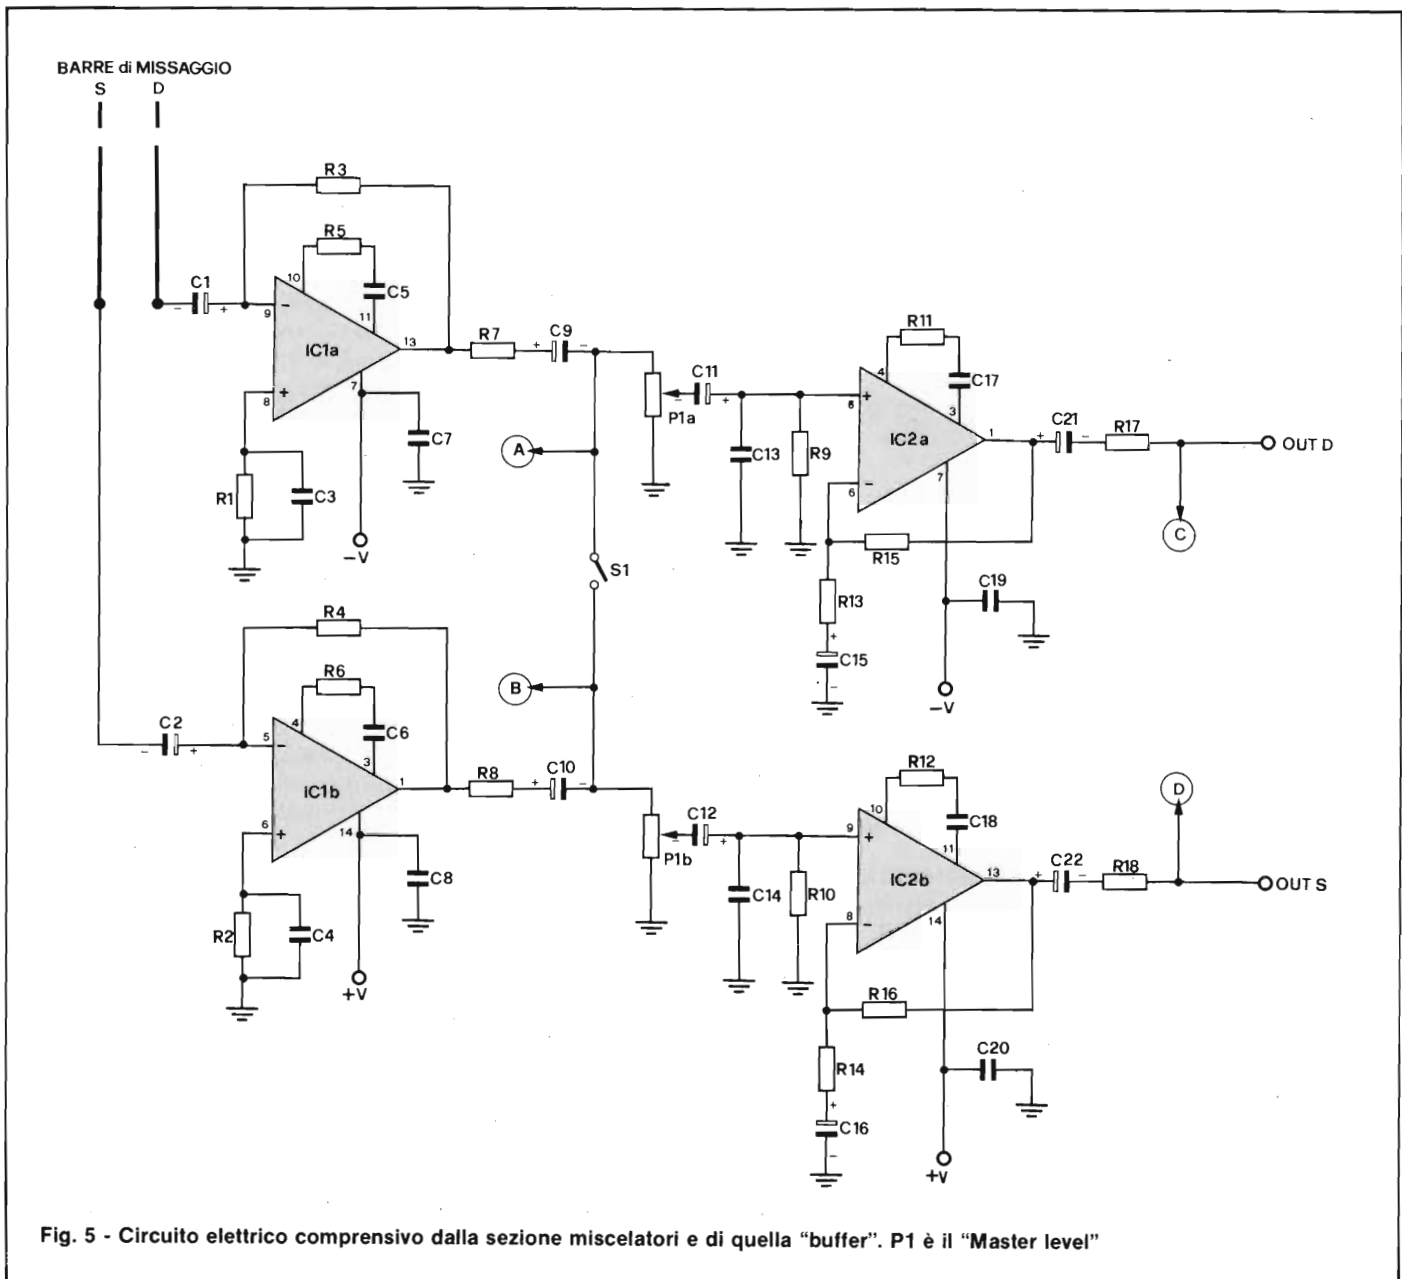 BARRE di MISSAGGIO
S D
R3
R5
C1
10
C5
- + 9 − 11
IC1a
13
R7
+ C9 -
8 +
7
C7
R1
C3
−V
A
P1a
- C11 +
C13
R9
R11
4
C17
6 +
3
IC2a
1
+ C21 -
R17
OUT D
6 −
7
C
R15
R13
+
C15
-
C19
−V
S1
B
R4
R6
C2
4
C6
- + 5 −
3
IC1b
1
R8
+ C10 -
6 +
14
C8
R2
C4
+V
P1b
- C12 +
C14
R10
R12
10
C18
9 +
11
IC2b
13
+ C22 -
R18
D
OUT S
8 −
14
R16
R14
+
C16
-
C20
+V
Fig. 5 - Circuito elettrico comprensivo dalla sezione miscelatori e di quella “buffer”. P1 è il “Master level”